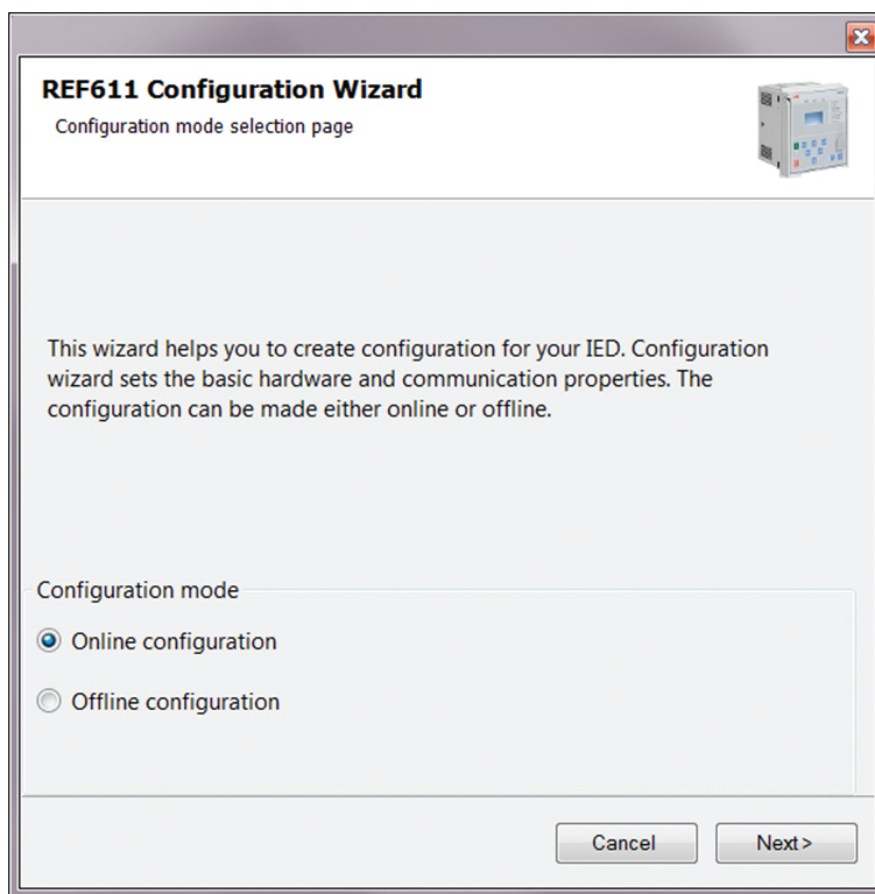 REF611 Configuration Wizard
Configuration mode selection page
This wizard helps you to create configuration for your IED. Configuration
wizard sets the basic hardware and communication properties. The
configuration can be made either online or offline.
Configuration mode
Online configuration
Offline configuration
Cancel
Next>